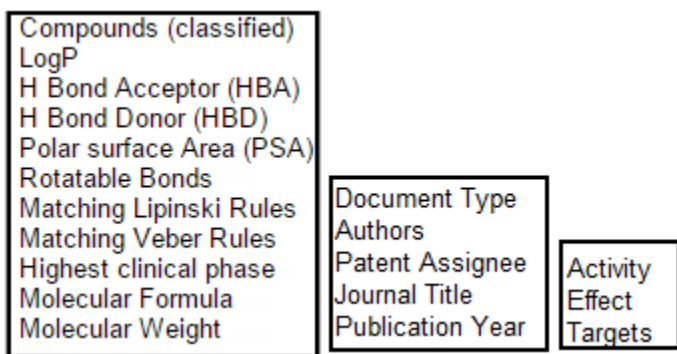 Compounds (classified)
LogP
H Bond Acceptor (HBA)
H Bond Donor (HBD)
Polar surface Area (PSA)
Rotatable Bonds
Matching Lipinski Rules
Matching Veber Rules
Highest clinical phase
Molecular Formula
Molecular Weight
Document Type
Authors
Patent Assignee
Journal Title
Publication Year
Activity
Effect
Targets